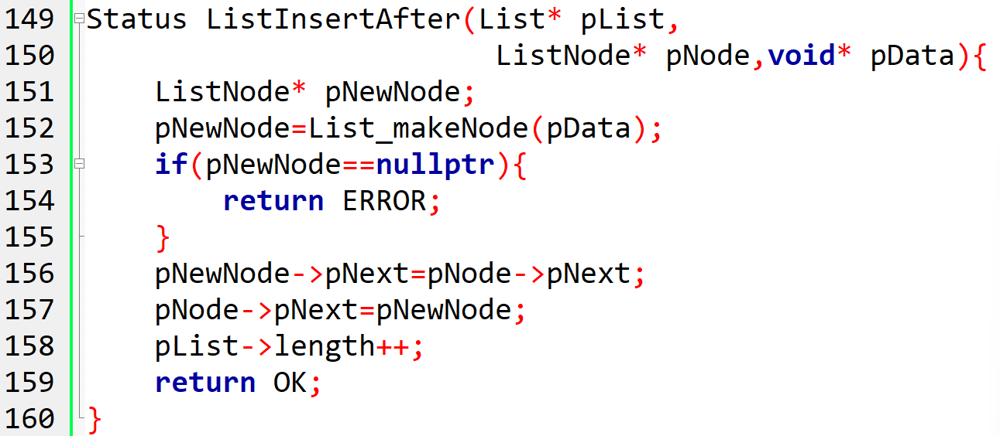 149 Status ListInsertAfter(List* pList,
150                         ListNode* pNode,void* pData){
151     ListNode* pNewNode;
152     pNewNode=List_makeNode(pData);
153     if(pNewNode==nullptr){
154         return ERROR;
155     }
156     pNewNode->pNext=pNode->pNext;
157     pNode->pNext=pNewNode;
158     pList->length++;
159     return OK;
160 }